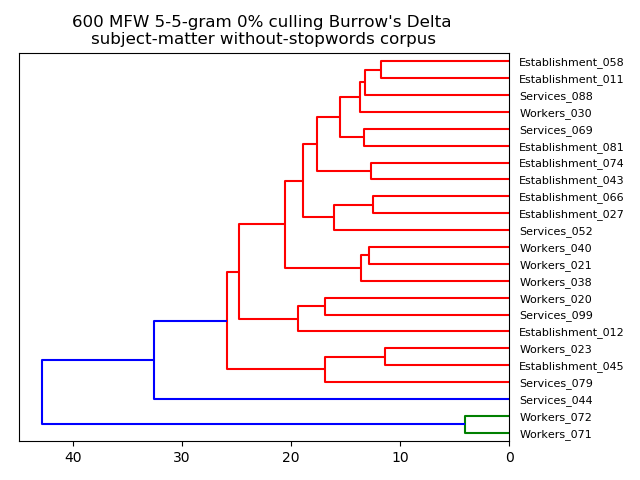 600 MFW 5-5-gram 0% culling Burrow's Delta
subject-matter without-stopwords corpus
Establishment_058
Establishment_011
Services_088
Workers_030
Services_069
Establishment_081
Establishment_074
Establishment_043
Establishment_066
Establishment_027
Services_052
Workers_040
Workers_021
Workers_038
Workers_020
Services_099
Establishment_012
Workers_023
Establishment_045
Services_079
Services_044
Workers_072
Workers_071
40 30 20 10 0